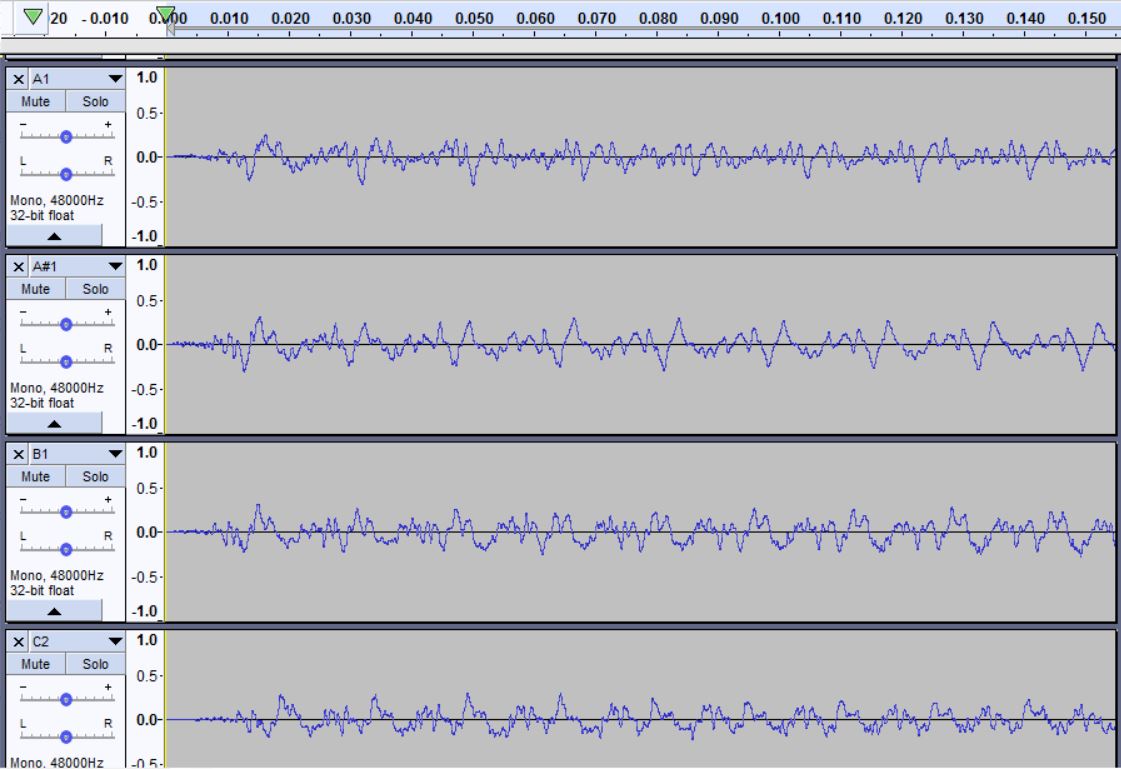 20 - 0.010 0.000 0.010 0.020 0.030 0.040 0.050 0.060 0.070 0.080 0.090 0.100 0.110 0.120 0.130 0.140 0.150
× A1 1.0
Mute Solo
0.5-
- +
L R 0.0-
Mono, 48000Hz
32-bit float -0.5-
-1.0
× A#1 1.0
Mute Solo
0.5-
- +
L R 0.0-
Mono, 48000Hz
32-bit float -0.5-
-1.0
× B1 1.0
Mute Solo
0.5-
- +
L R 0.0-
Mono, 48000Hz
32-bit float -0.5-
-1.0
× C2 1.0
Mute Solo
0.5-
- +
L R 0.0-
Mono, 48000Hz -0.5-